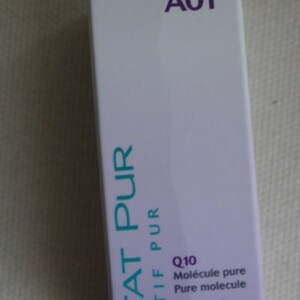 A01
TAT PUR
TIF PUR
Q10
Molécule pure
Pure molecule